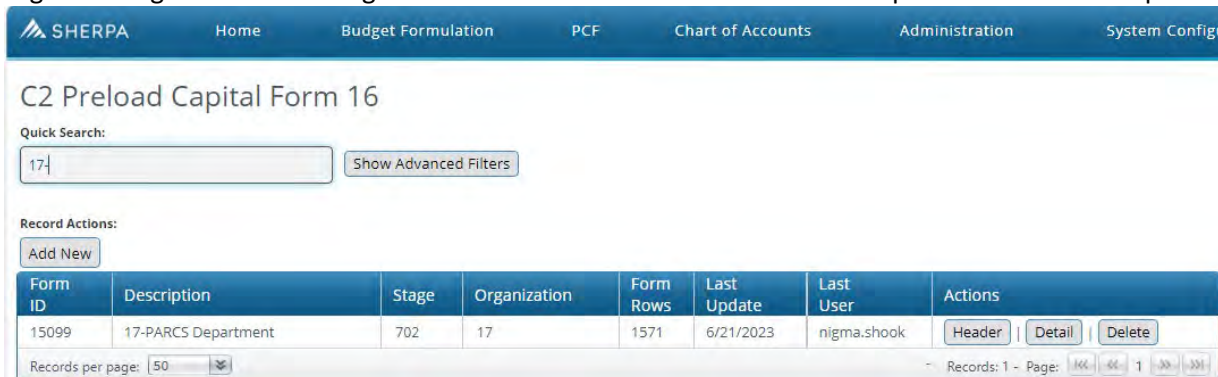 SHERPA Home Budget Formulation PCF Chart of Accounts Administration System Config
C2 Preload Capital Form 16
Quick Search:
17-
Show Advanced Filters
Record Actions:
Add New
Form ID Description Stage Organization Form Rows Last Update Last User Actions
15099 17-PARCS Department 702 17 1571 6/21/2023 nigma.shook Header | Detail | Delete
Records per page: 50 Records: 1 - Page: 1